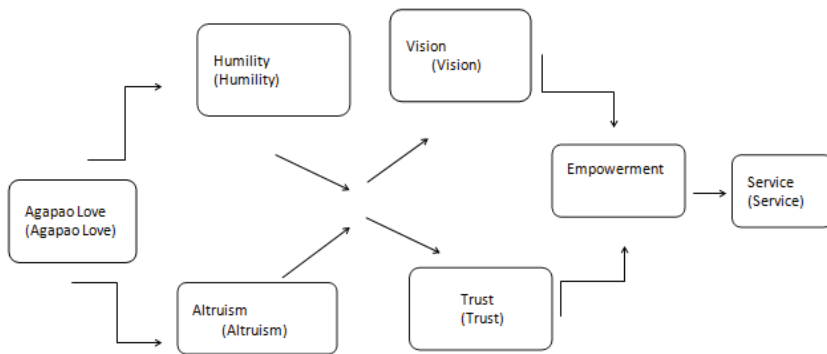 Humility
(Humility)
Vision
(Vision)
Empowerment
Service
(Service)
Agapao Love
(Agapao Love)
Altruism
(Altruism)
Trust
(Trust)